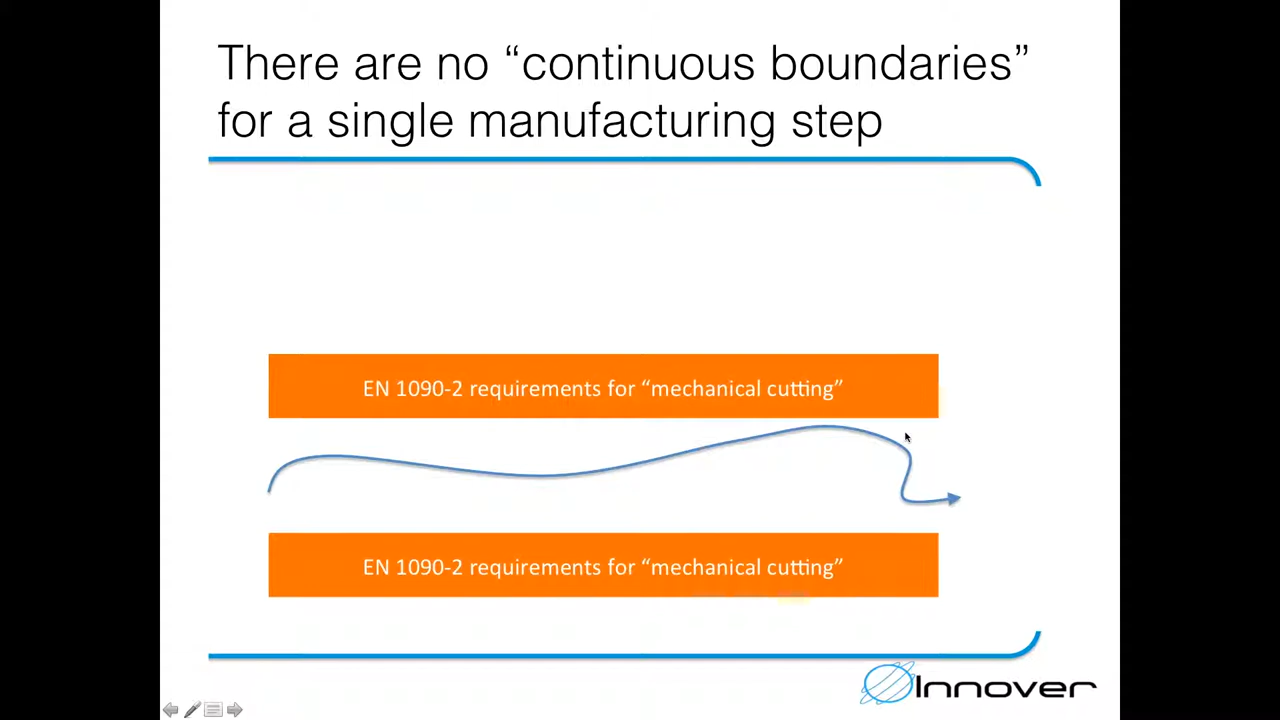 There are no “continuous boundaries”
for a single manufacturing step
EN 1090-2 requirements for “mechanical cutting”
EN 1090-2 requirements for “mechanical cutting”
Innover